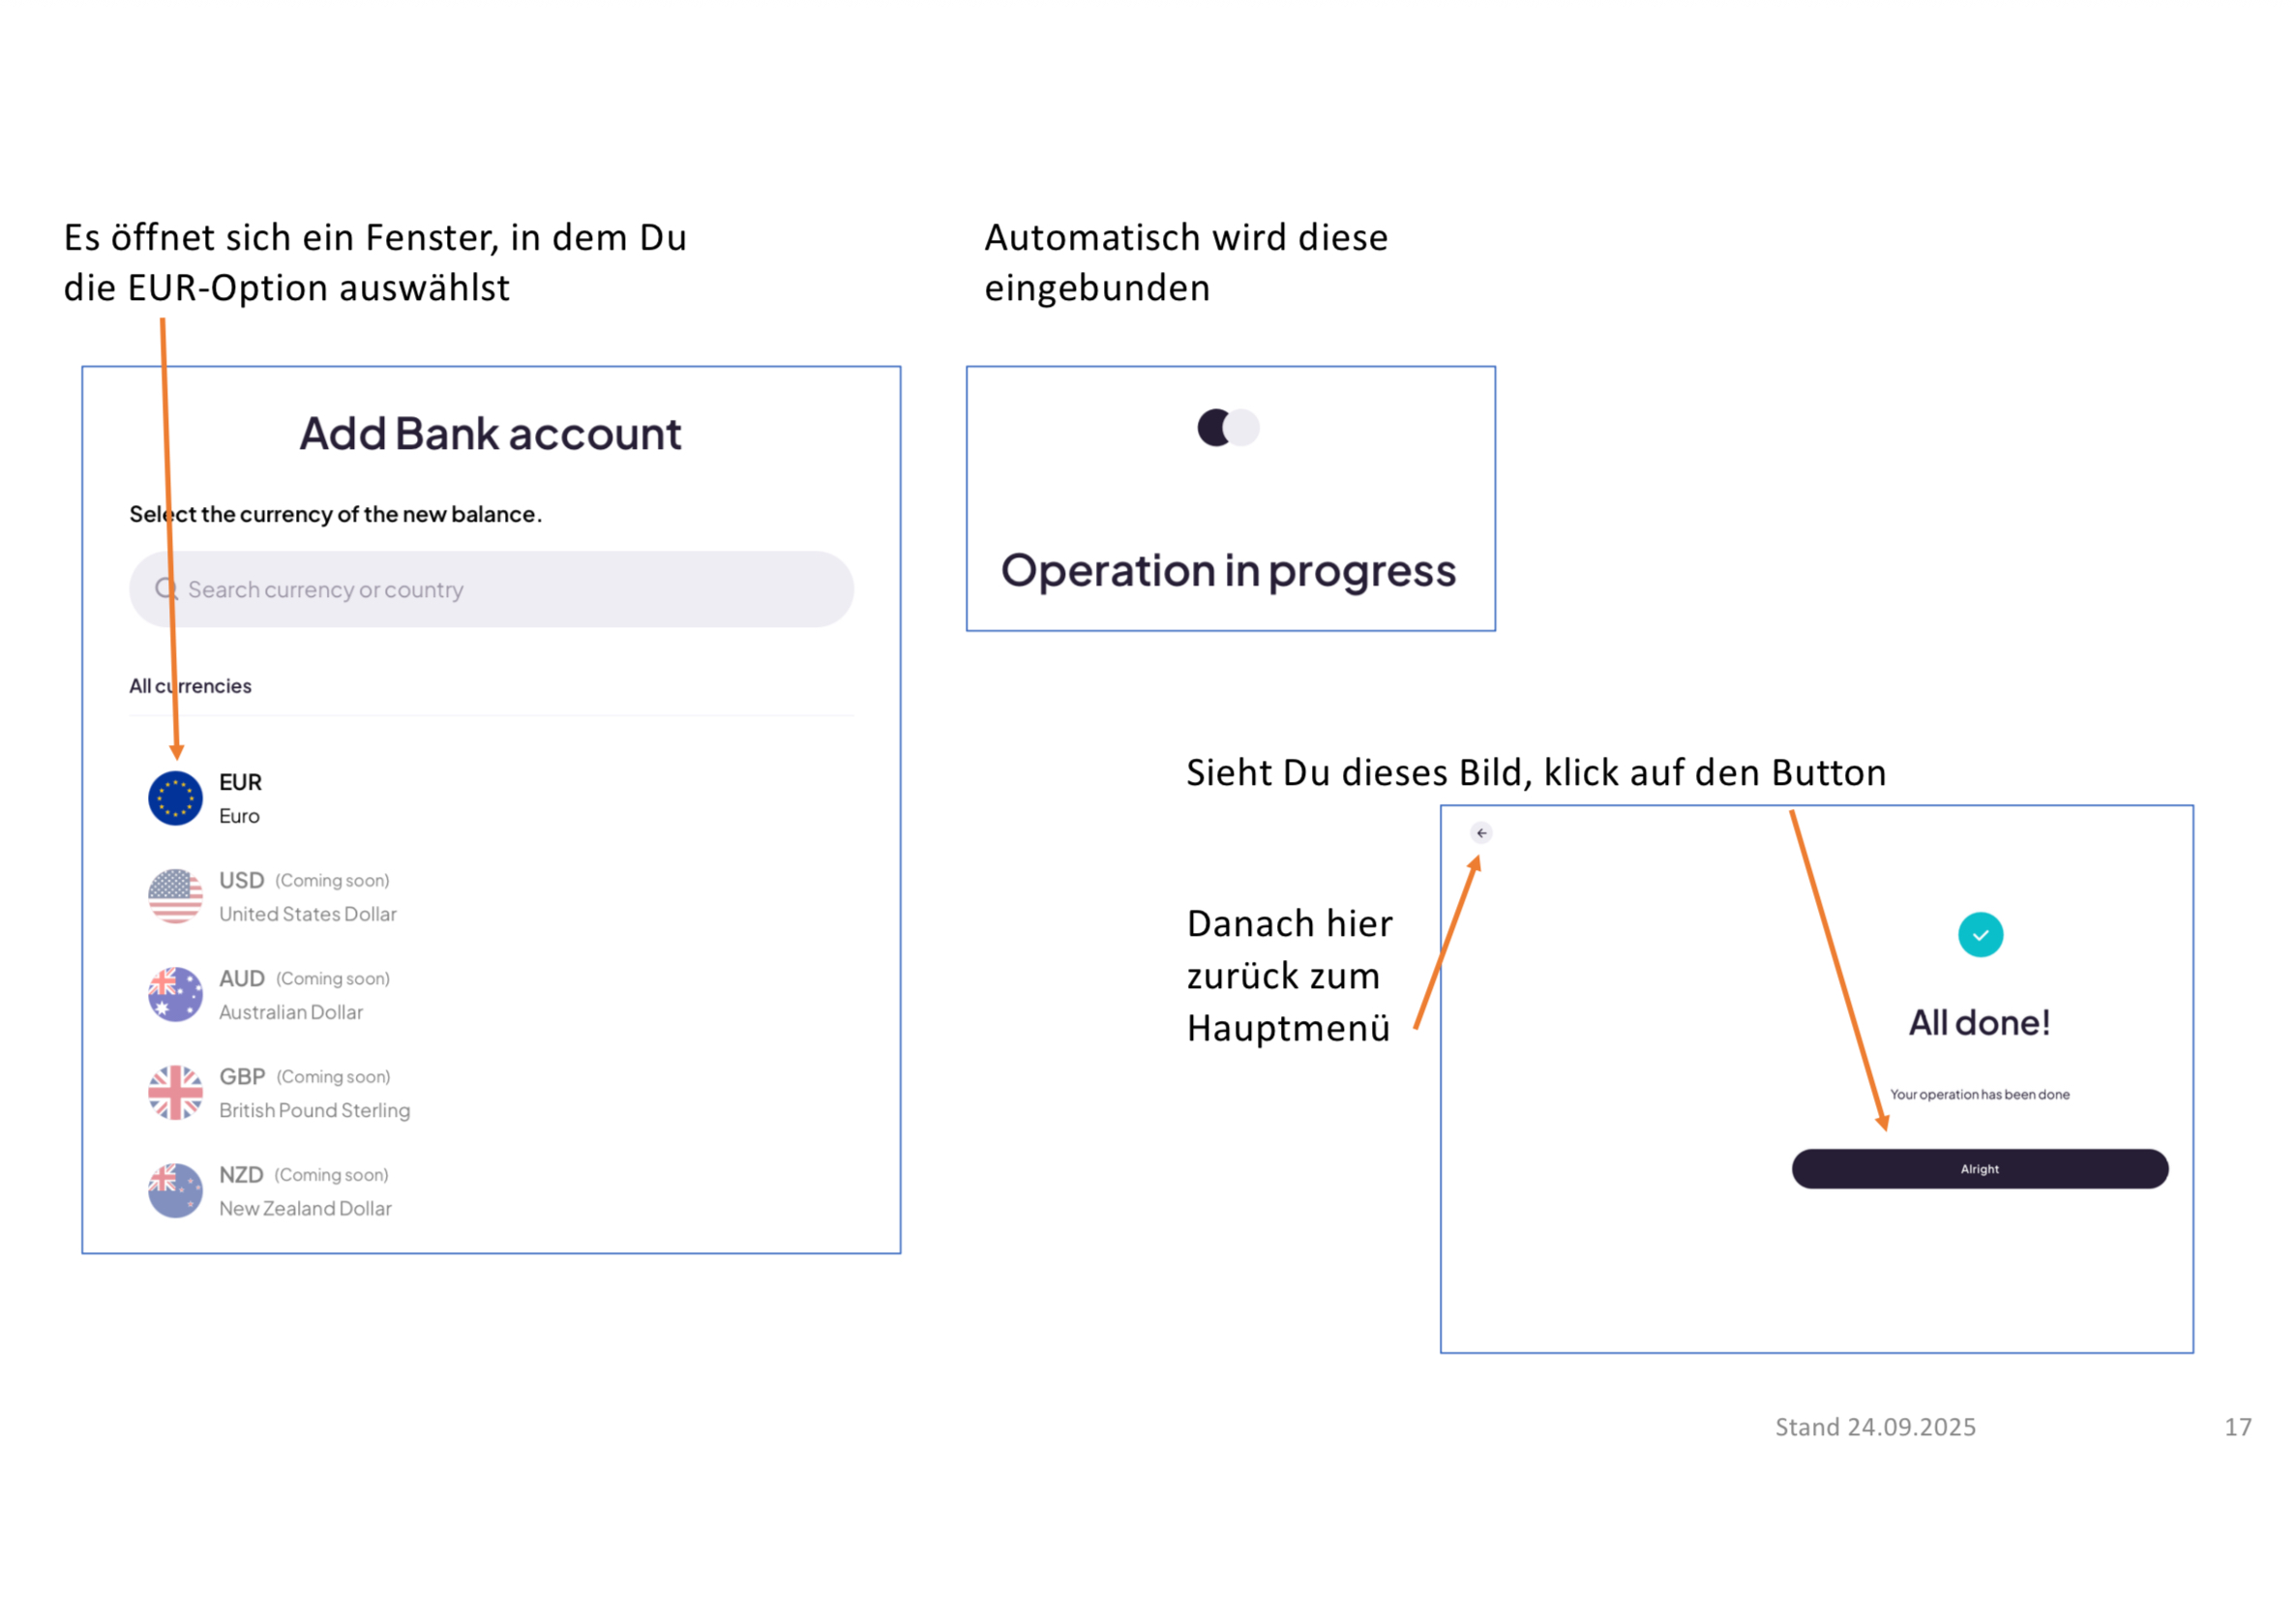 Es öffnet sich ein Fenster, in dem Du
die EUR-Option auswählst
Add Bank account
Select the currency of the new balance.
Search currency or country
All currencies
EUR
Euro
USD (Coming soon)
United States Dollar
AUD (Coming soon)
Australian Dollar
GBP (Coming soon)
British Pound Sterling
NZD (Coming soon)
New Zealand Dollar
Automatisch wird diese
eingebunden
Operation in progress
Sieht Du dieses Bild, klick auf den Button
Danach hier
zurück zum
Hauptmenü
All done!
Your operation has been done
Alright
Stand 24.09.2025
17